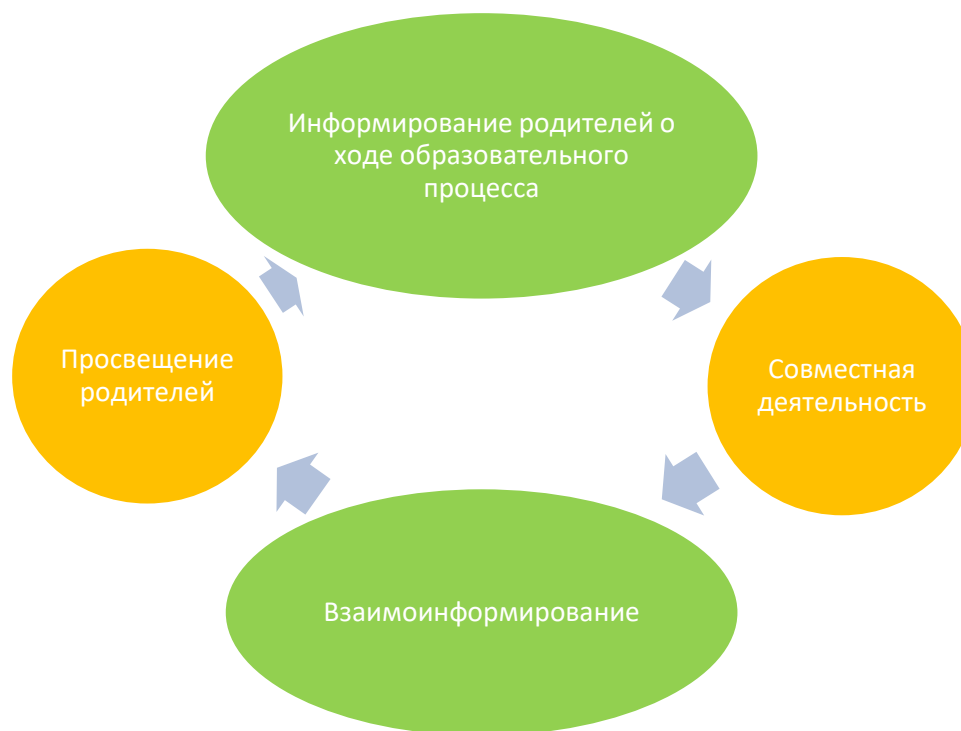 Информирование родителей о
ходе образовательного
процесса
Просвещение
родителей
Совместная
деятельность
Взаимоинформирование